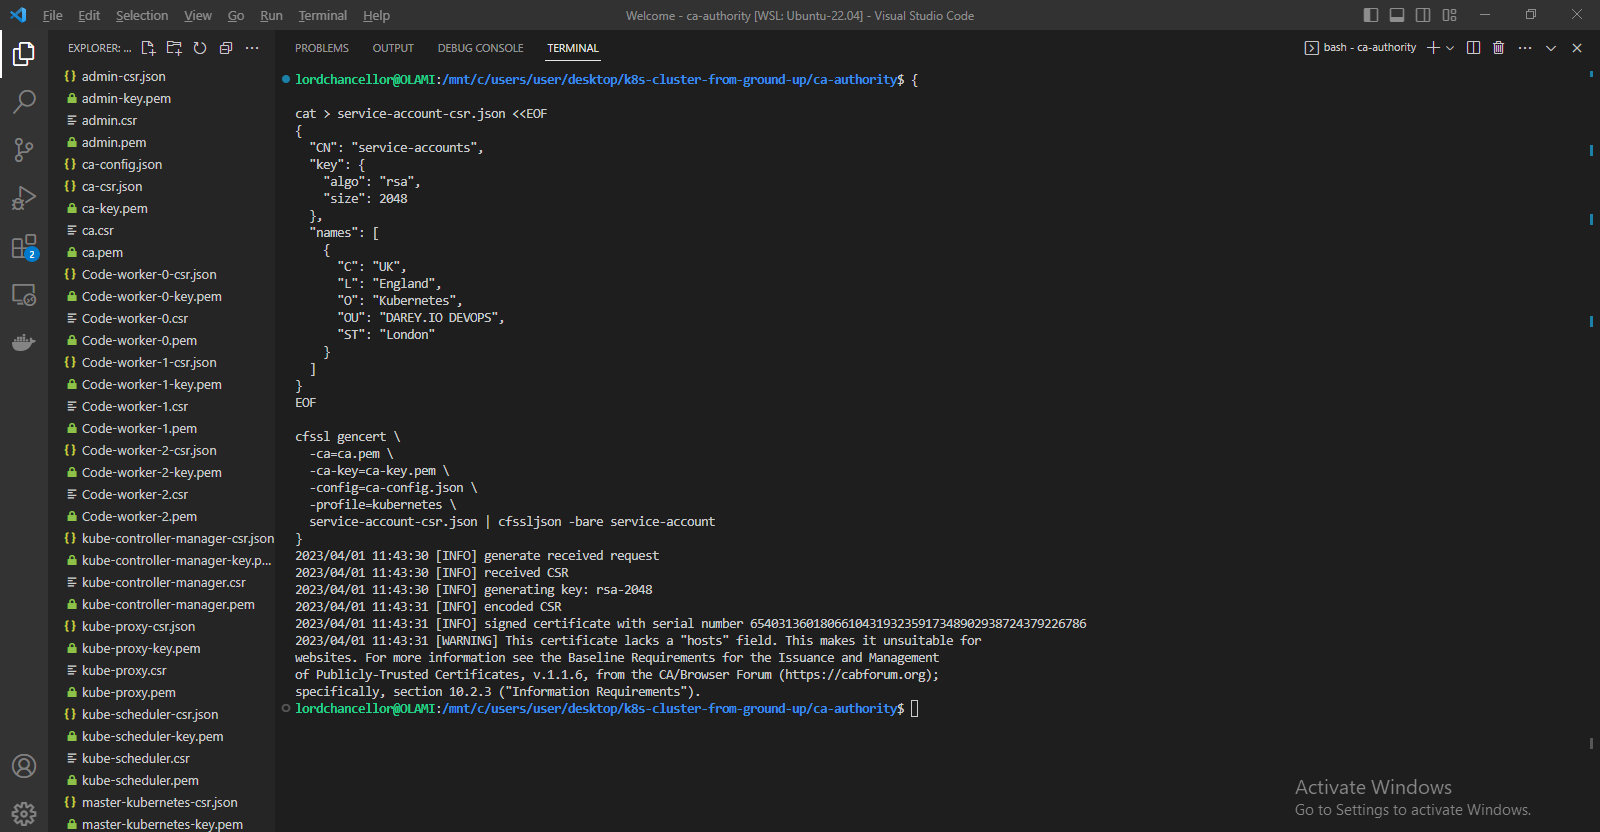 File Edit Selection View Go Run Terminal Help
Welcome - ca-authority [WSL: Ubuntu-22.04] - Visual Studio Code
EXPLORER: ...
admin-csr.json
admin-key.pem
admin.csr
admin.pem
ca-config.json
ca-csr.json
ca-key.pem
ca.csr
ca.pem
Code-worker-0-csr.json
Code-worker-0-key.pem
Code-worker-0.csr
Code-worker-0.pem
Code-worker-1-csr.json
Code-worker-1-key.pem
Code-worker-1.csr
Code-worker-1.pem
Code-worker-2-csr.json
Code-worker-2-key.pem
Code-worker-2.csr
Code-worker-2.pem
kube-controller-manager-csr.json
kube-controller-manager-key.p...
kube-controller-manager.csr
kube-controller-manager.pem
kube-proxy-csr.json
kube-proxy-key.pem
kube-proxy.csr
kube-proxy.pem
kube-scheduler-csr.json
kube-scheduler-key.pem
kube-scheduler.csr
kube-scheduler.pem
master-kubernetes-csr.json
master-kubernetes-key.pem
2
PROBLEMS OUTPUT DEBUG CONSOLE TERMINAL
bash - ca-authority
lordchancellor@OLAMI:/mnt/c/users/user/desktop/k8s-cluster-from-ground-up/ca-authority$ {
cat > service-account-csr.json <<EOF
{
"CN": "service-accounts",
"key": {
"algo": "rsa",
"size": 2048
},
"names": [
{
"C": "UK",
"L": "England",
"O": "Kubernetes",
"OU": "DAREY.IO DEVOPS",
"ST": "London"
}
]
}
EOF
cfssl gencert \
-ca=ca.pem \
-ca-key=ca-key.pem \
-config=ca-config.json \
-profile=kubernetes \
service-account-csr.json | cfssljson -bare service-account
}
2023/04/01 11:43:30 [INFO] generate received request
2023/04/01 11:43:30 [INFO] received CSR
2023/04/01 11:43:30 [INFO] generating key: rsa-2048
2023/04/01 11:43:31 [INFO] encoded CSR
2023/04/01 11:43:31 [INFO] signed certificate with serial number 654031360180661043193235917348902938724379226786
2023/04/01 11:43:31 [WARNING] This certificate lacks a "hosts" field. This makes it unsuitable for
websites. For more information see the Baseline Requirements for the Issuance and Management
of Publicly-Trusted Certificates, v.1.1.6, from the CA/Browser Forum (https://cabforum.org);
specifically, section 10.2.3 ("Information Requirements").
lordchancellor@OLAMI:/mnt/c/users/user/desktop/k8s-cluster-from-ground-up/ca-authority$
Activate Windows
Go to Settings to activate Windows.